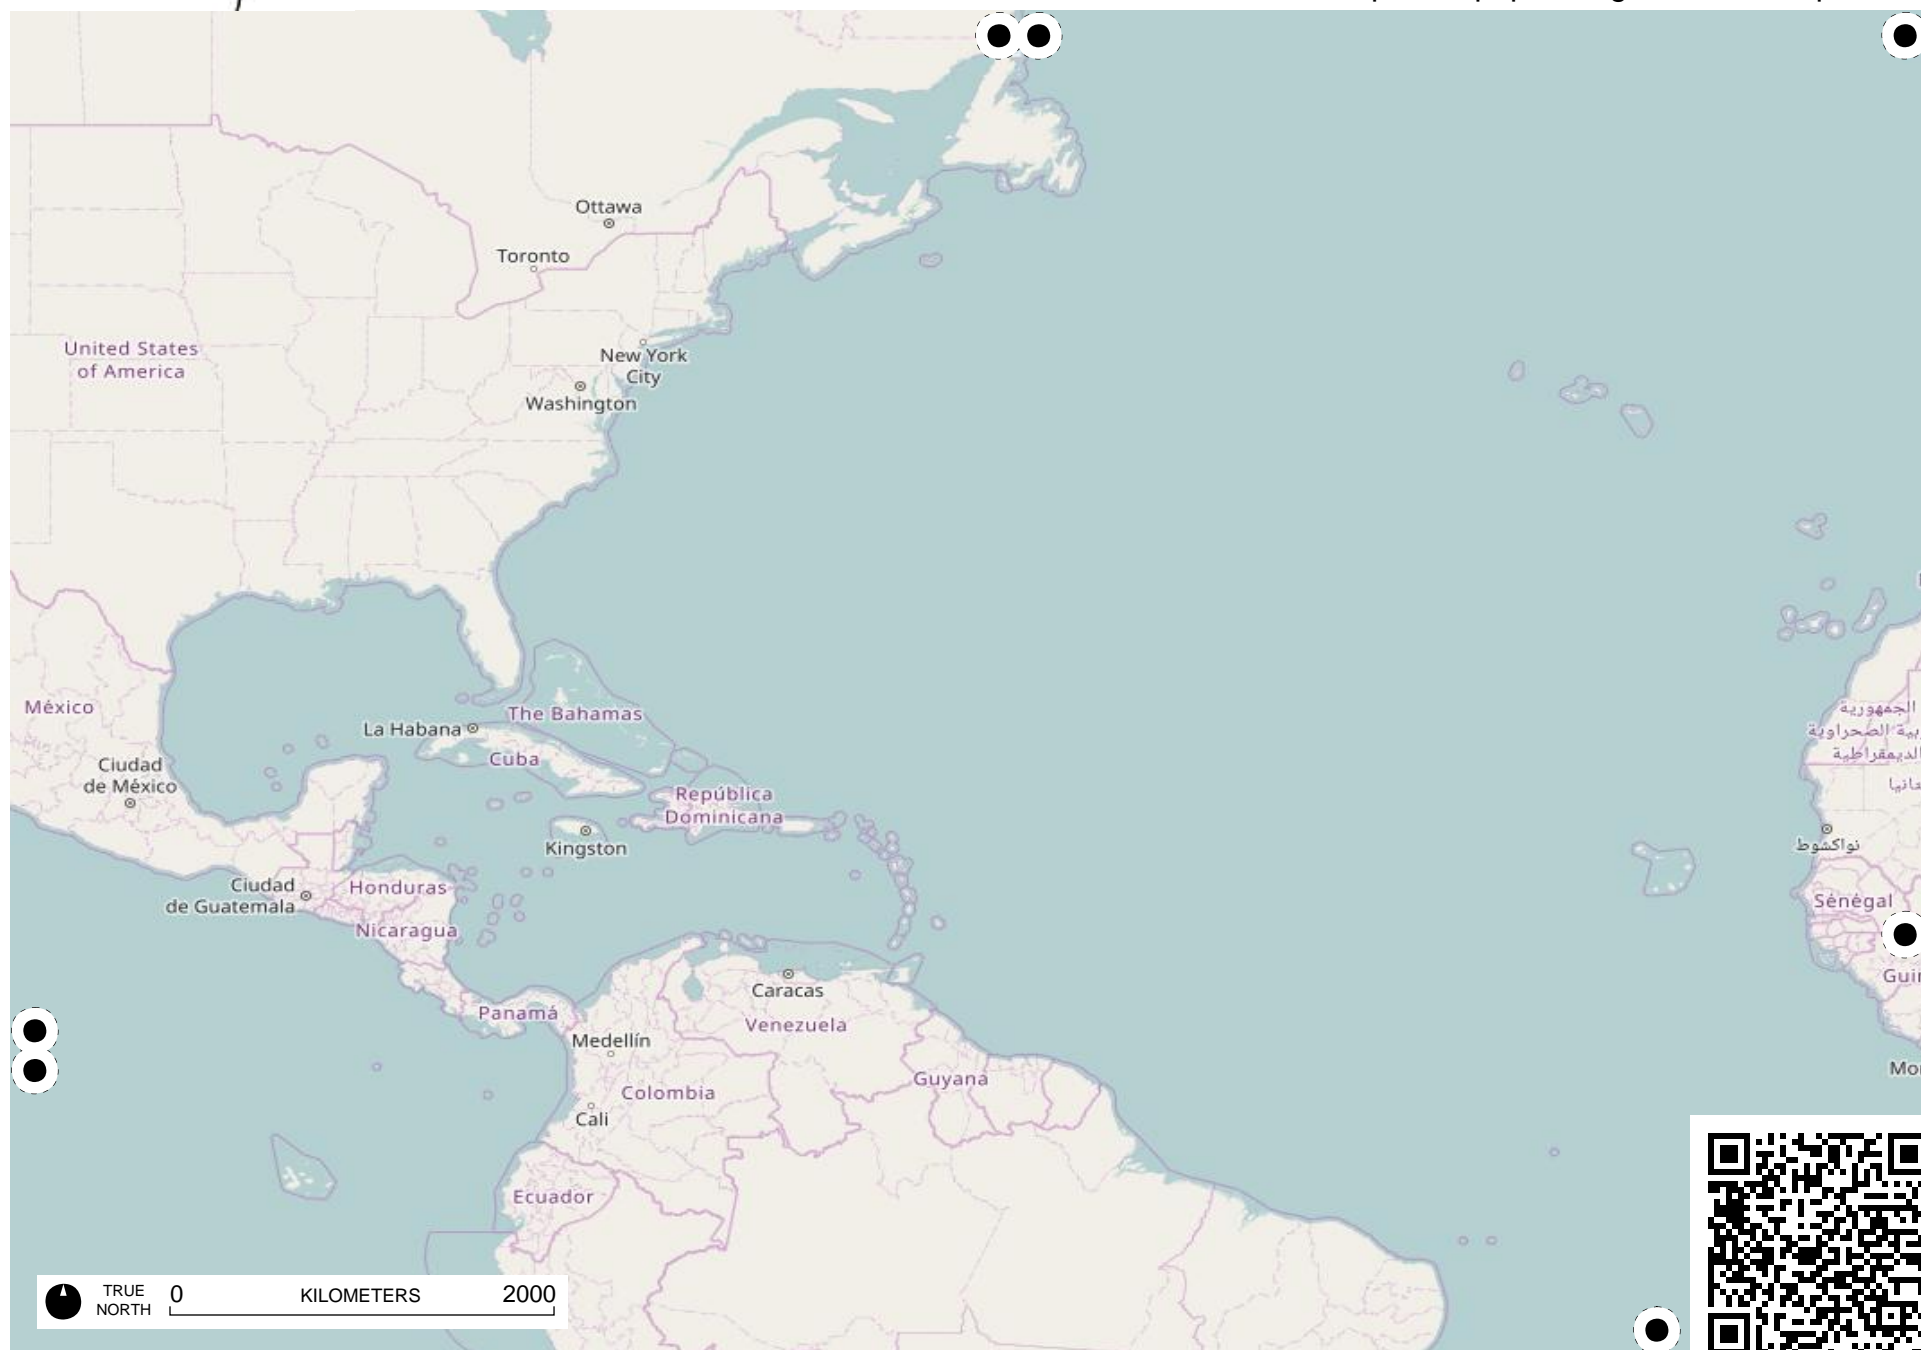 Ottawa
Toronto
United States
of America
New York
City
Washington
México
La Habana
The Bahamas
Cuba
Ciudad
de México
República
Dominicana
Kingston
Ciudad
de Guatemala
Honduras
Nicaragua
الجمهورية
نواكشوط
Sénégal
Caracas
Panamá
Venezuela
Medellín
Guyana
Colombia
Cali
Ecuador
TRUE
NORTH
0
KILOMETERS
2000